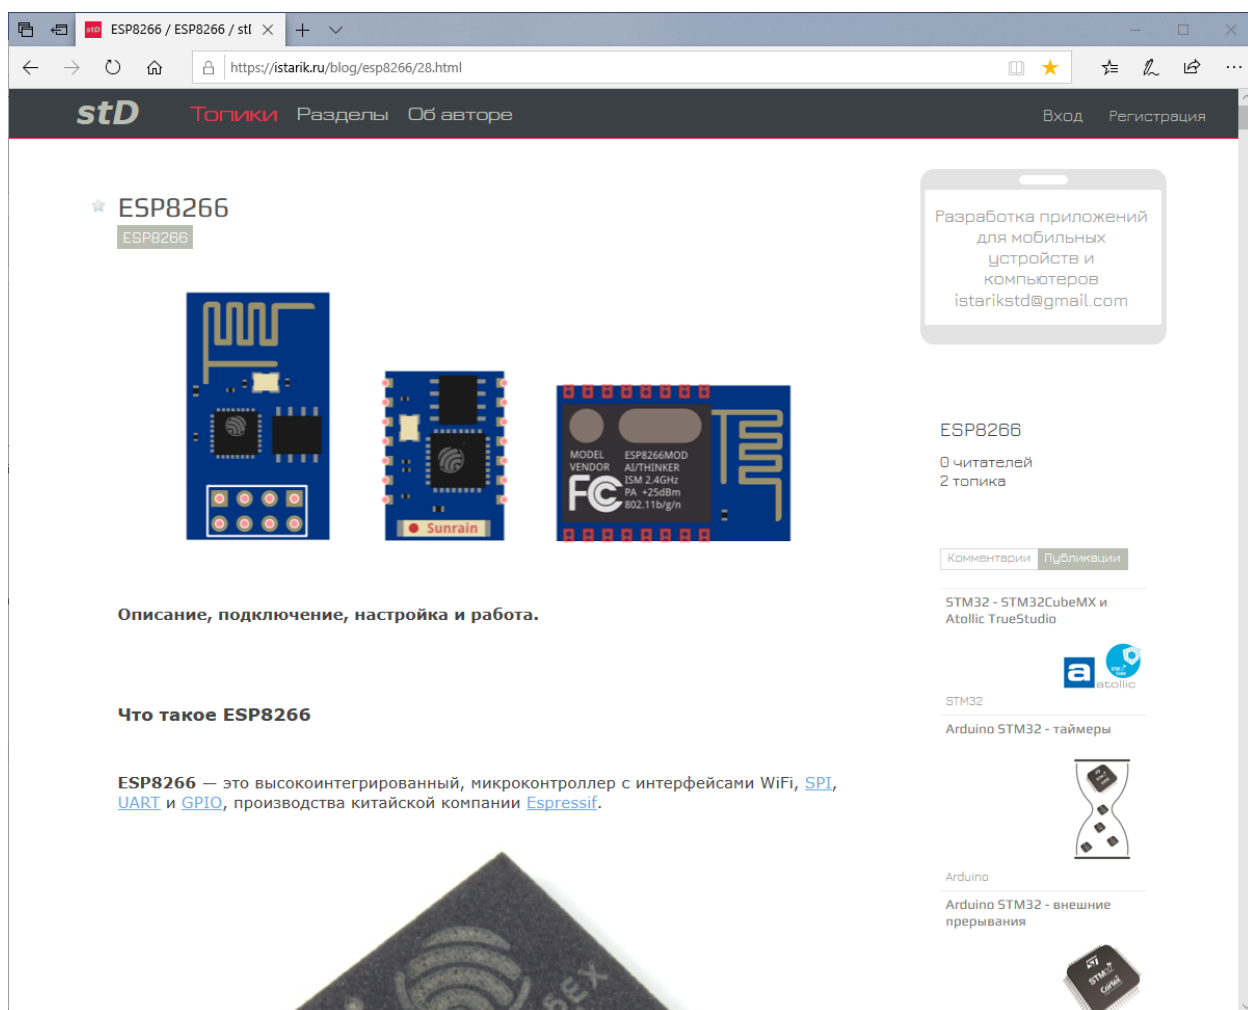 ESP8266 / ESP8266 / stD
https://istarik.ru/blog/esp8266/28.html
stD Топики Разделы Об авторе Вход Регистрация
ESP8266
ESP8266
MODEL
VENDOR
ESP8266MOD
AI/THINKER
ISM 2.4GHz
PA +25dBm
802.11b/g/n
FC
Sunrain
Описание, подключение, настройка и работа.
Что такое ESP8266
ESP8266 — это высокоинтегрированный, микроконтроллер с интерфейсами WiFi, SPI,
UART и GPIO, производства китайской компании Espressif.
Разработка приложений
для мобильных
устройств и
компьютеров
istarikstd@gmail.com
ESP8266
0 читателей
2 топика
Комментарии Публикации
STM32 - STM32CubeMX и
Atollic TrueStudio
a
atollic
STM32
Arduino STM32 - таймеры
Arduino
Arduino STM32 - внешние
прерывания
STM32
Cortex